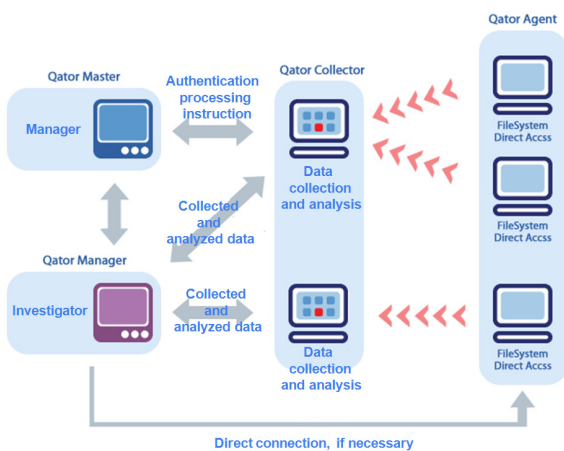 Qator Agent
Qator Master
Qator Collector
Authentication
processing
instruction
Manager
FileSystem
Direct Accss
Data
collection
and analysis
Collected
and
analyzed data
FileSystem
Direct Accss
Qator Manager
Investigator
Collected
and
analyzed data
Data
collection
and analysis
FileSystem
Direct Accss
Direct connection, if necessary